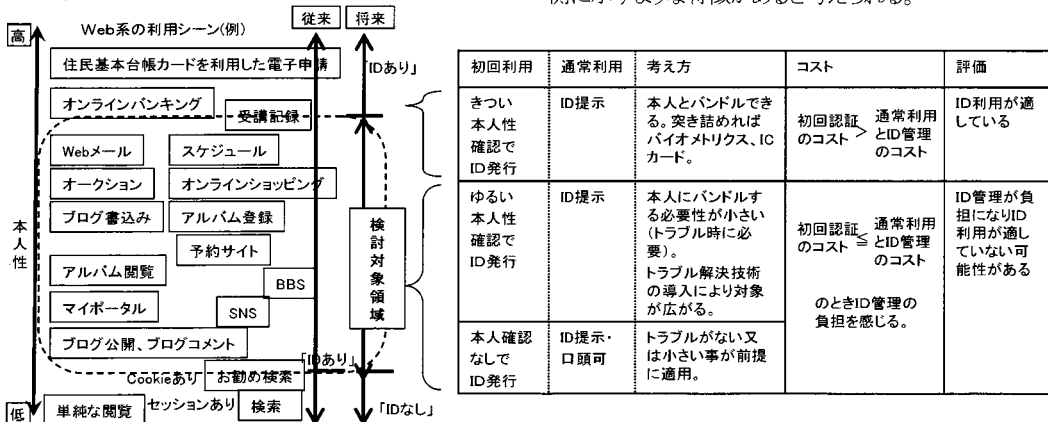 側に示すような特徴があると考えられる。
Web系の利用シーン(例)
従来
将来
高
本人性
低
住民基本台帳カードを利用した電子申請
「IDあり」
オンラインバンキング
受講記録
Webメール
スケジュール
オークション
オンラインショッピング
ブログ書込み
アルバム登録
予約サイト
アルバム閲覧
BBS
マイポータル
SNS
ブログ公開、ブログコメント
「IDあり」
Cookieあり
お勧め検索
セッションあり
検索
単純な閲覧
「IDなし」
検討対象領域
初回利用
通常利用
考え方
コスト
評価
きつい
本人性
確認で
ID発行
ID提示
本人とバンドルでき
る。突き詰めれば
バイオメトリクス、IC
カード。
初回認証
のコスト
>
通常利用
とID管理
のコスト
ID利用が適
している
ゆるい
本人性
確認で
ID発行
ID提示
本人にバンドルす
る必要性が小さい
(トラブル時に必
要)。
トラブル解決技術
の導入により対象
が広がる。
初回認証
のコスト
≦
通常利用
とID管理
のコスト
のときID管理の
負担を感じる。
ID管理が負
担になりID
利用が適し
ていない可
能性がある
本人確認
なしで
ID発行
ID提示・
口頭可
トラブルがない又
は小さい事が前提
に適用。